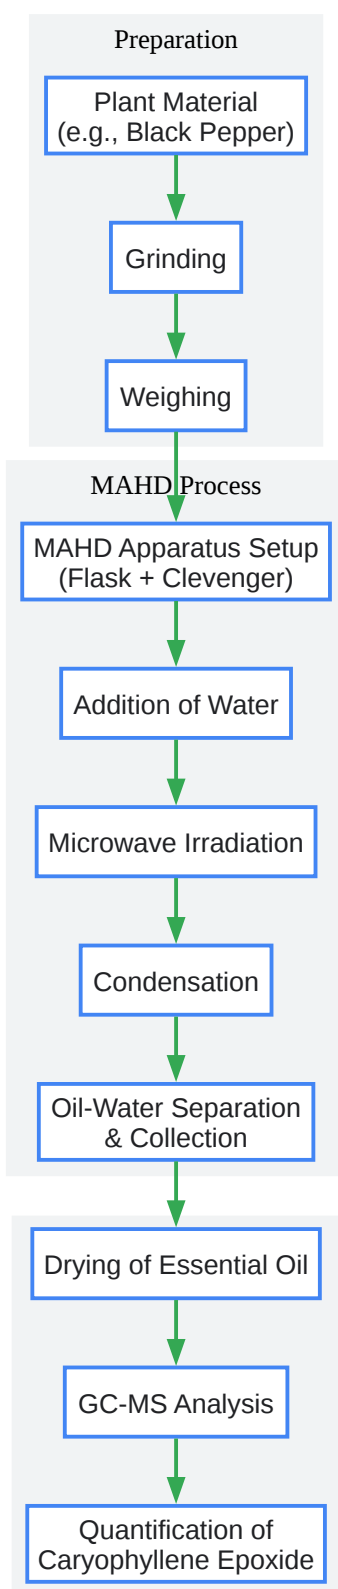 Preparation
Plant Material
(e.g., Black Pepper)
Grinding
Weighing
MAHD Process
MAHD Apparatus Setup
(Flask + Clevenger)
Addition of Water
Microwave Irradiation
Condensation
Oil-Water Separation
& Collection
Drying of Essential Oil
GC-MS Analysis
Quantification of
Caryophyllene Epoxide